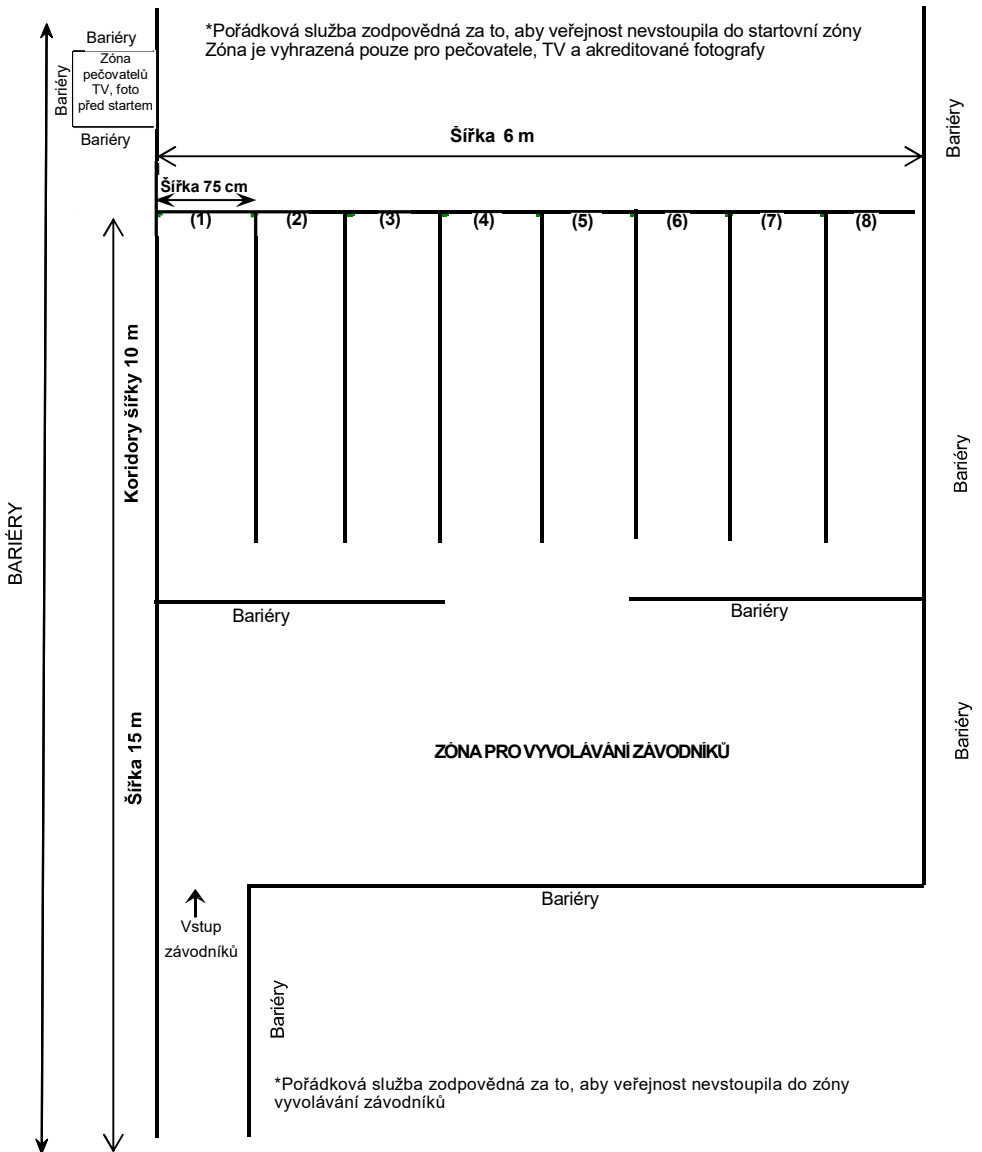 *Pořádková služba zodpovědná za to, aby veřejnost nevstoupila do startovní zóny
Zóna je vyhrazená pouze pro pečovatele, TV a akreditované fotografy
Bariéry
Zóna
pečovatelů
TV, foto
před startem
Bariéry
Bariéry
Bariéry
Šířka 6 m
Šířka 75 cm
(1) (2) (3) (4) (5) (6) (7) (8)
Koridory šířky 10 m
Bariéry
BARIÉRY
Bariéry
Bariéry
Šířka 15 m
ZÓNA PRO VYVOLÁVÁNÍ ZÁVODNÍKŮ
Bariéry
Bariéry
Vstup
závodníků
Bariéry
*Pořádková služba zodpovědná za to, aby veřejnost nevstoupila do zóny
vyvolávání závodníků